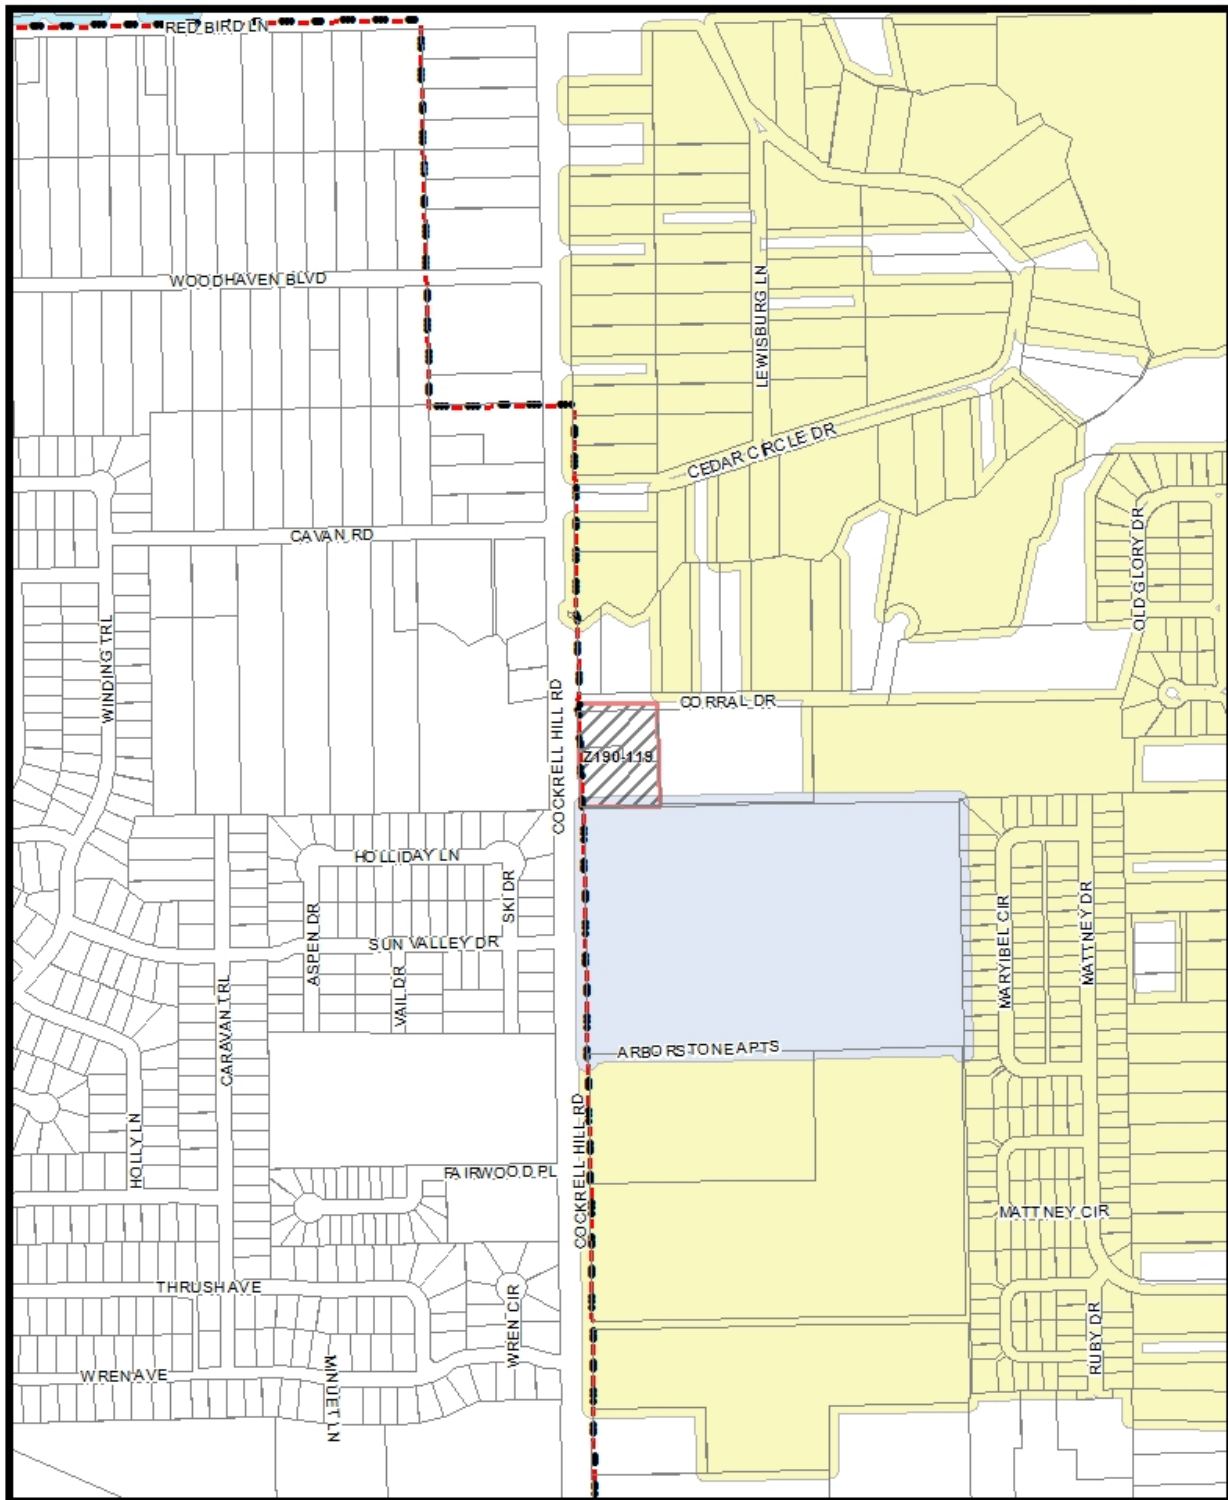 RED BIRD LN
WOODHAVEN BLVD
LEWISBURG LN
CEDAR CIRCLE DR
CAVAN RD
OLD GLORY DR
WINDING TRL
COCKRELL HILL RD
CORRAL DR
Z190-119
HOLLIDAY LN
SKI DR
ASPEN DR
SUN VALLEY DR
VAIL DR
MARYIBEL CIR
MATTNEY DR
CARAVAN TRL
ARBORSTONE APTS
HOLLY LN
COCKRELL HILL RD
FAIRWOOD PL
MATTNEY CIR
THRUSH AVE
WREN CIR
RUBY DR
WREN AVE
MINUET LN